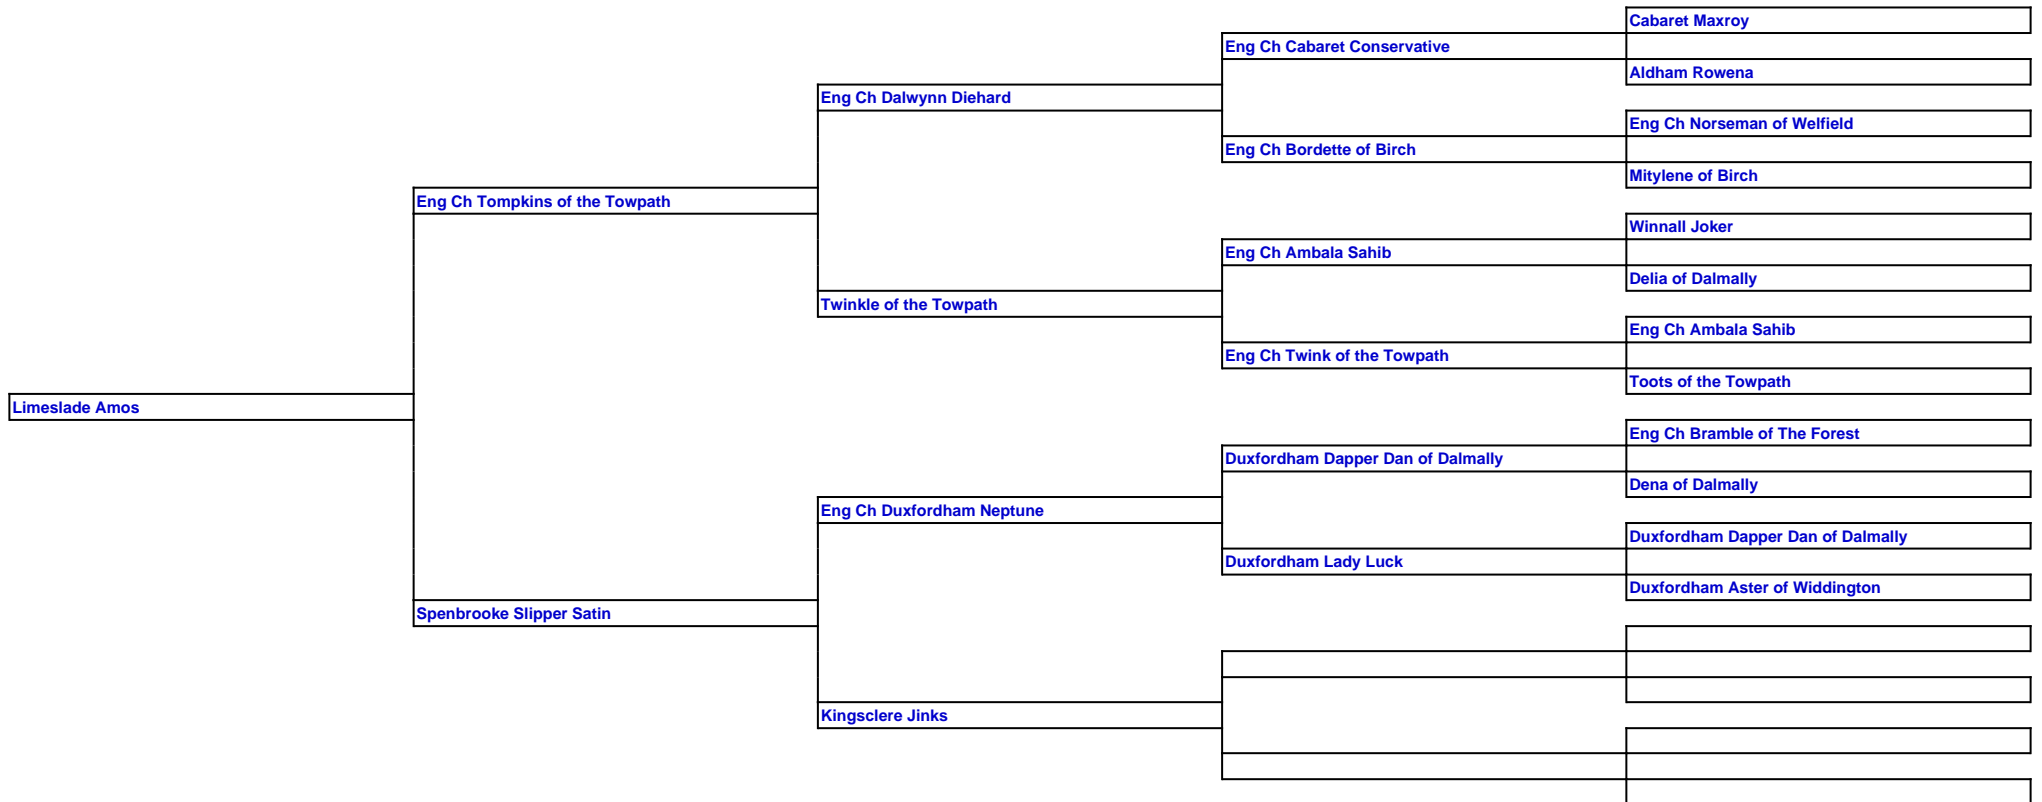 Cabaret Maxroy
Eng Ch Cabaret Conservative
Aldham Rowena
Eng Ch Dalwynn Diehard
Eng Ch Norseman of Welfield
Eng Ch Bordette of Birch
Mitylene of Birch
Eng Ch Tompkins of the Towpath
Winnall Joker
Eng Ch Ambala Sahib
Delia of Dalmally
Twinkle of the Towpath
Eng Ch Ambala Sahib
Eng Ch Twink of the Towpath
Toots of the Towpath
Limeslade Amos
Eng Ch Bramble of The Forest
Duxfordham Dapper Dan of Dalmally
Dena of Dalmally
Eng Ch Duxfordham Neptune
Duxfordham Dapper Dan of Dalmally
Duxfordham Lady Luck
Duxfordham Aster of Widdington
Spenbrooke Slipper Satin
Kingsclere Jinks